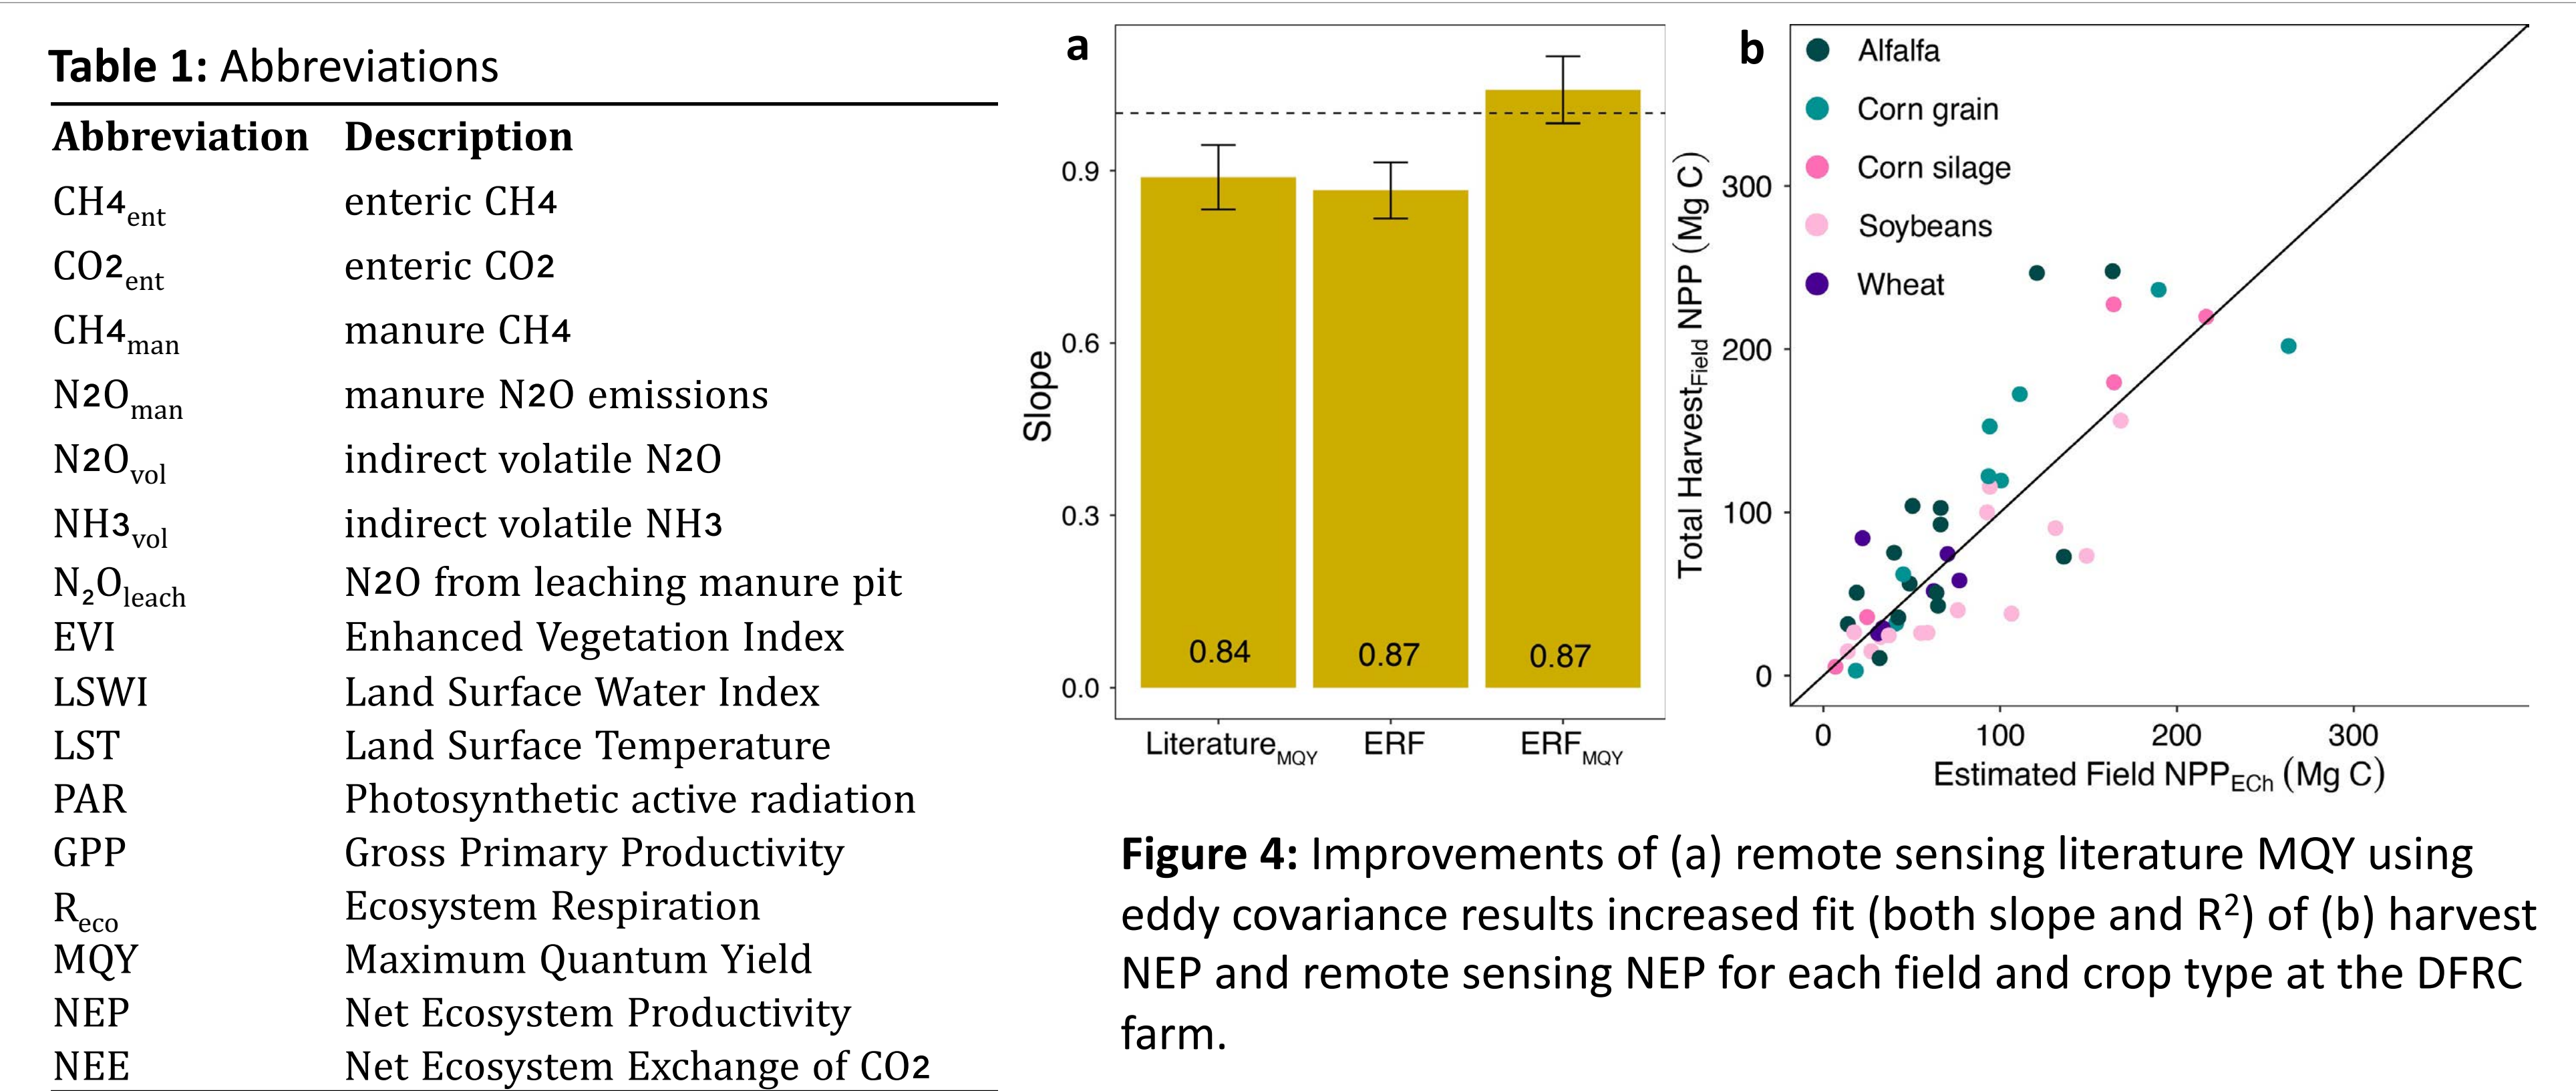 Table 1: Abbreviations
Abbreviation Description
CH4ent enteric CH4
CO2ent enteric CO2
CH4man manure CH4
N2Oman manure N2O emissions
N2Ovol indirect volatile N2O
NH3vol indirect volatile NH3
N₂Oleach N2O from leaching manure pit
EVI Enhanced Vegetation Index
LSWI Land Surface Water Index
LST Land Surface Temperature
PAR Photosynthetic active radiation
GPP Gross Primary Productivity
Reco Ecosystem Respiration
MQY Maximum Quantum Yield
NEP Net Ecosystem Productivity
NEE Net Ecosystem Exchange of CO2
a
Slope
0.9
0.6
0.3
0.0
0.84 0.87 0.87
LiteratureMQY ERF ERFMQY
b
Alfalfa
Corn grain
Corn silage
Soybeans
Wheat
Total HarvestField NPP (Mg C)
300
200
100
0
0 100 200 300
Estimated Field NPPECh (Mg C)
Figure 4: Improvements of (a) remote sensing literature MQY using
eddy covariance results increased fit (both slope and R²) of (b) harvest
NEP and remote sensing NEP for each field and crop type at the DFRC
farm.